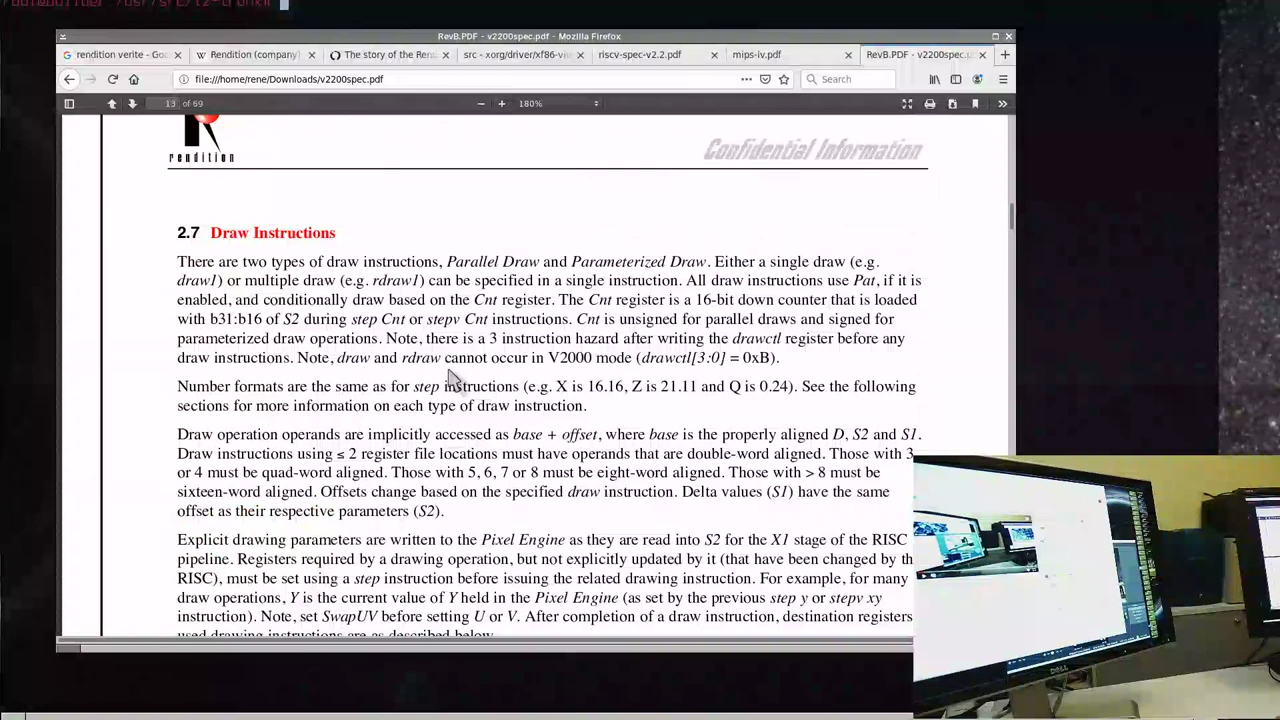 RevB.PDF - v2200spec.pdf - Mozilla Firefox
rendition verite - Goo
Rendition (company)
The story of the Ren
src - xorg/driver/xf86-vi
riscv-spec-v2.2.pdf
mips-iv.pdf
RevB.PDF - v2200spec.p
file:///home/rene/Downloads/v2200spec.pdf
Search
13 of 69
180%
rendition
Confidential Information
2.7 Draw Instructions
There are two types of draw instructions, Parallel Draw and Parameterized Draw. Either a single draw (e.g.
draw1) or multiple draw (e.g. rdraw1) can be specified in a single instruction. All draw instructions use Pat, if it is
enabled, and conditionally draw based on the Cnt register. The Cnt register is a 16-bit down counter that is loaded
with b31:b16 of S2 during step Cnt or stepv Cnt instructions. Cnt is unsigned for parallel draws and signed for
parameterized draw operations. Note, there is a 3 instruction hazard after writing the drawctl register before any
draw instructions. Note, draw and rdraw cannot occur in V2000 mode (drawctl[3:0] = 0xB).
Number formats are the same as for step instructions (e.g. X is 16.16, Z is 21.11 and Q is 0.24). See the following
sections for more information on each type of draw instruction.
Draw operation operands are implicitly accessed as base + offset, where base is the properly aligned D, S2 and S1.
Draw instructions using ≤ 2 register file locations must have operands that are double-word aligned. Those with 3
or 4 must be quad-word aligned. Those with 5, 6, 7 or 8 must be eight-word aligned. Those with > 8 must be
sixteen-word aligned. Offsets change based on the specified draw instruction. Delta values (S1) have the same
offset as their respective parameters (S2).
Explicit drawing parameters are written to the Pixel Engine as they are read into S2 for the X1 stage of the RISC
pipeline. Registers required by a drawing operation, but not explicitly updated by it (that have been changed by th
RISC), must be set using a step instruction before issuing the related drawing instruction. For example, for many
draw operations, Y is the current value of Y held in the Pixel Engine (as set by the previous step y or stepv xy
instruction). Note, set SwapUV before setting U or V. After completion of a draw instruction, destination registers
used drawing instructions are as described below.
DELL